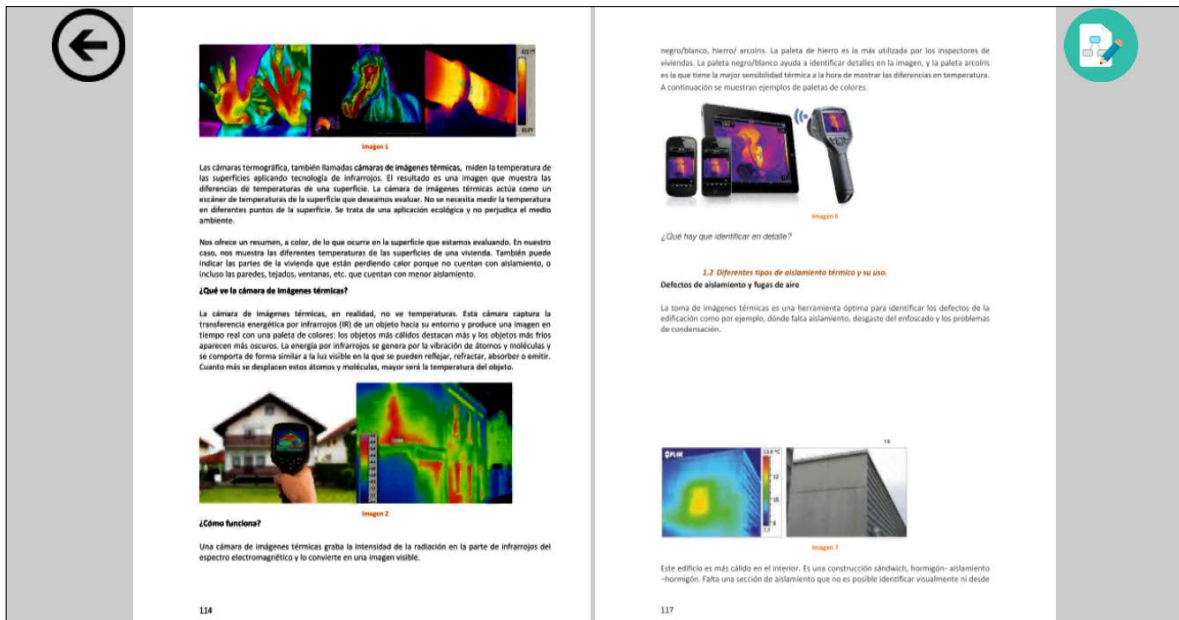 Imagen 1
Las cámaras termográfica, también llamadas cámaras de imágenes térmicas, miden la temperatura de
las superficies aplicando tecnología de infrarrojos. El resultado es una imagen que muestra las
diferencias de temperaturas de una superficie. La cámara de imágenes térmicas actúa como un
escáner de temperaturas de la superficie que deseamos evaluar. No se necesita medir la temperatura
en diferentes puntos de la superficie. Se trata de una aplicación ecológica y no perjudica el medio
ambiente.
Nos ofrece un resumen, a color, de lo que ocurre en la superficie que estamos evaluando. En nuestro
caso, nos muestra las diferentes temperaturas de las superficies de una vivienda. También puede
indicar las partes de la vivienda que están perdiendo calor porque no cuentan con aislamiento, o
incluso las paredes, tejados, ventanas, etc. que cuentan con menor aislamiento.
¿Qué ve la cámara de imágenes térmicas?
La cámara de imágenes térmicas, en realidad, no ve temperaturas. Esta cámara captura la
transferencia energética por infrarrojos (IR) de un objeto hacia su entorno y produce una imagen en
tiempo real con una paleta de colores: los objetos más cálidos destacan más y los objetos más fríos
aparecen más oscuros. La energía por infrarrojos se genera por la vibración de átomos y moléculas y
se comporta de forma similar a la luz visible en la que se pueden reflejar, refractar, absorber o emitir.
Cuanto más se desplacen estos átomos y moléculas, mayor será la temperatura del objeto.
Imagen 2
¿Cómo funciona?
Una cámara de imágenes térmicas graba la intensidad de la radiación en la parte de infrarrojos del
espectro electromagnético y lo convierte en una imagen visible.
114
negro/blanco, hierro/ arcoíris. La paleta de hierro es la más utilizada por los inspectores de
viviendas. La paleta negro/blanco ayuda a identificar detalles en la imagen, y la paleta arcoíris
es la que tiene la mejor sensibilidad térmica a la hora de mostrar las diferencias en temperatura.
A continuación se muestran ejemplos de paletas de colores.
Imagen 6
¿Qué hay que identificar en detalle?
1.2 Diferentes tipos de aislamiento térmico y su uso.
Defectos de aislamiento y fugas de aire
La toma de imágenes térmicas es una herramienta óptima para identificar los defectos de la
edificación como por ejemplo, dónde falta aislamiento, desgaste del enfoscado y los problemas
de condensación.
$FLIR
Imagen 7
Este edificio es más cálido en el interior. Es una construcción sándwich, hormigón- aislamiento
–hormigón. Falta una sección de aislamiento que no es posible identificar visualmente ni desde
117